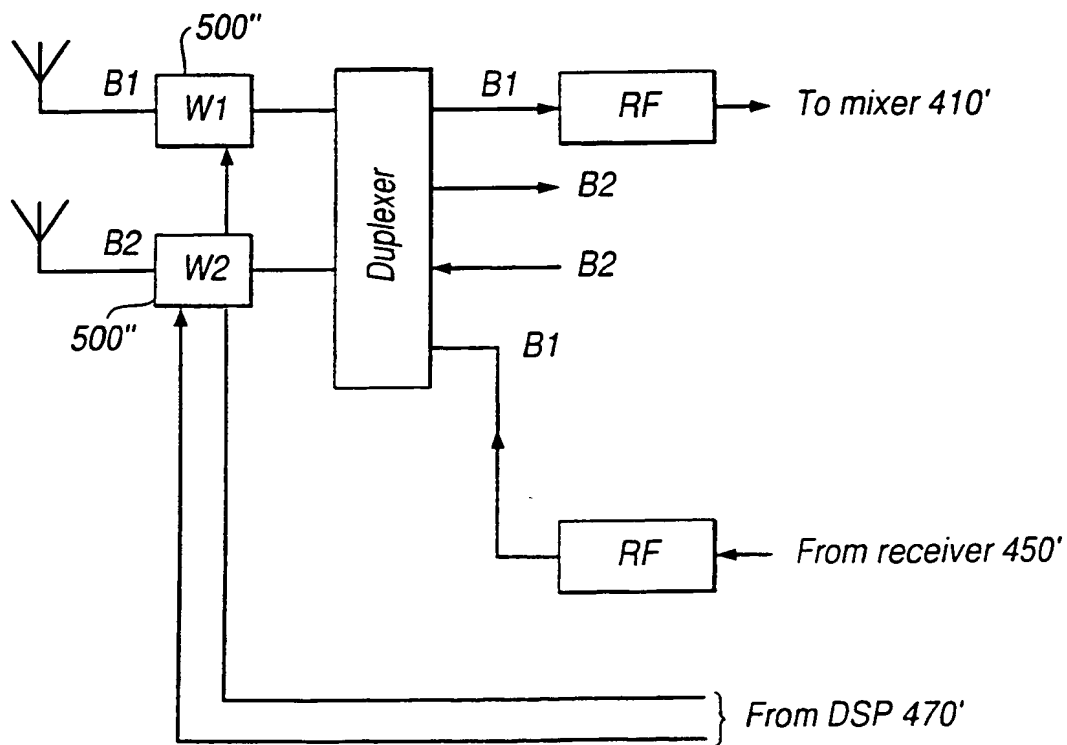 500"
B1
W1
B1
RF
To mixer 410'
B2
B2
W2
Duplexer
B2
500"
B1
RF
From receiver 450'
From DSP 470'